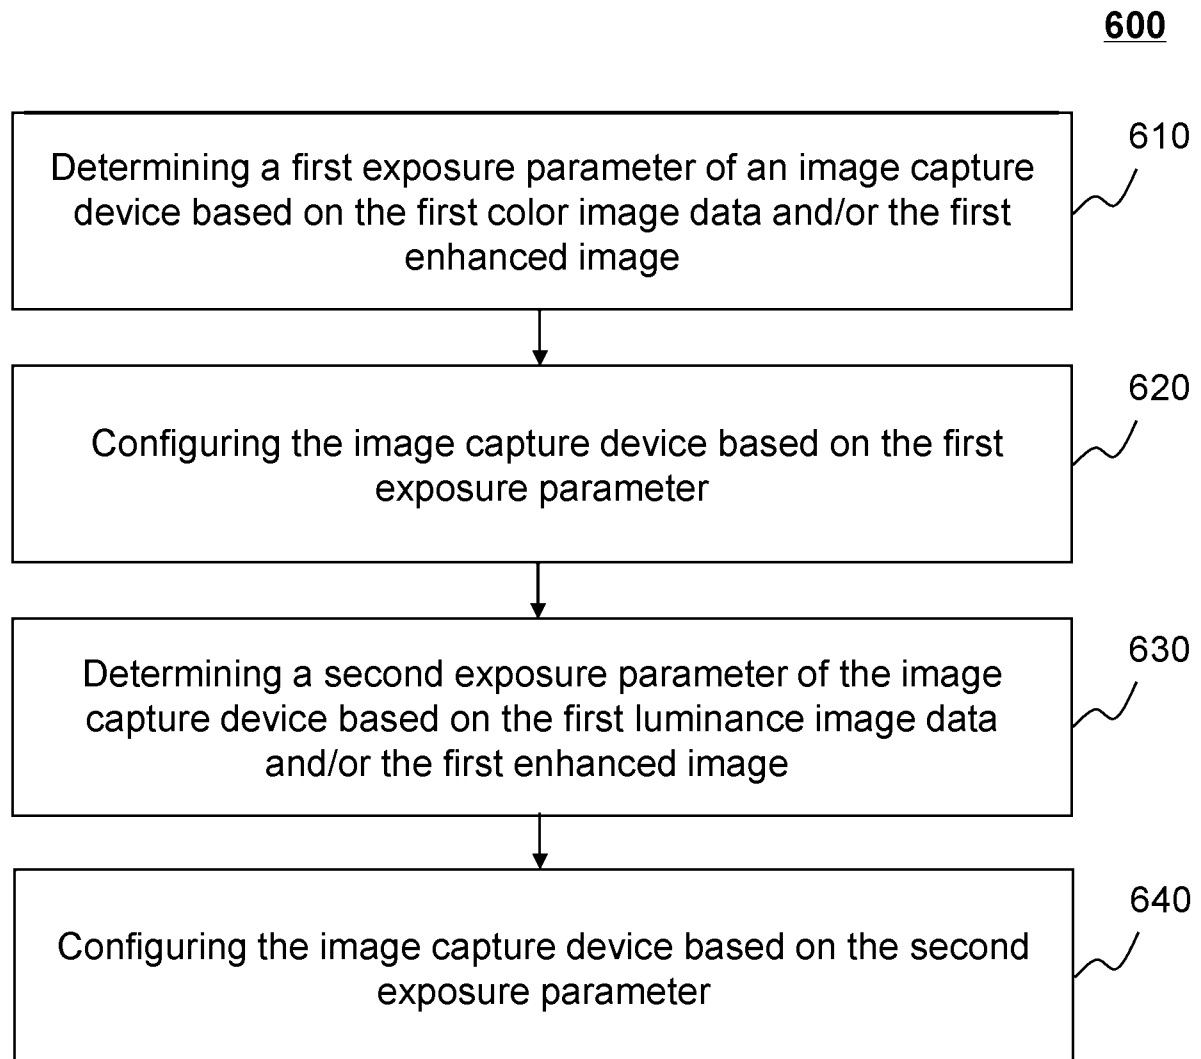 600
610
Determining a first exposure parameter of an image capture
device based on the first color image data and/or the first
enhanced image
620
Configuring the image capture device based on the first
exposure parameter
630
Determining a second exposure parameter of the image
capture device based on the first luminance image data
and/or the first enhanced image
640
Configuring the image capture device based on the second
exposure parameter